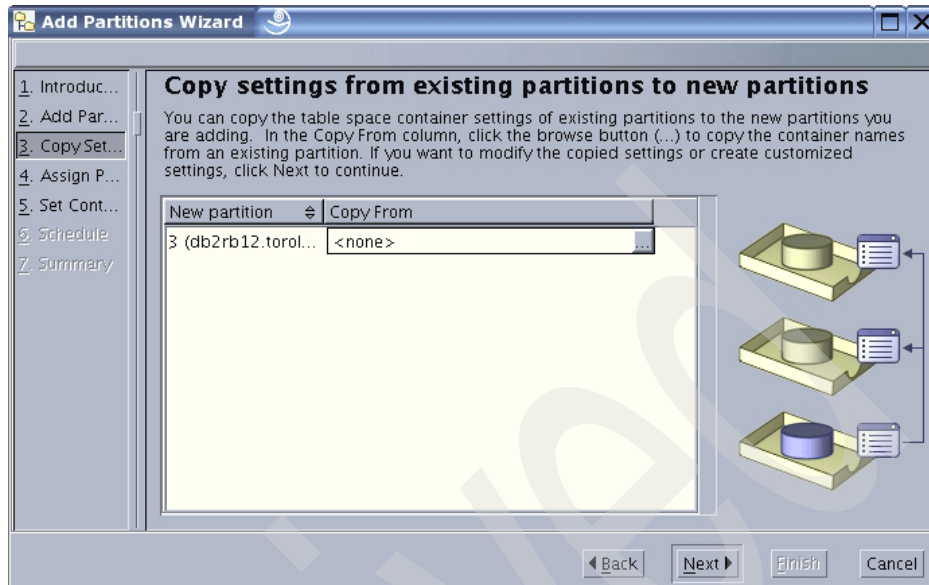 Add Partitions Wizard
1. Introduc...
2. Add Par...
3. Copy Set...
4. Assign P...
5. Set Cont...
6. Schedule
7. Summary
Copy settings from existing partitions to new partitions
You can copy the table space container settings of existing partitions to the new partitions you
are adding. In the Copy From column, click the browse button (...) to copy the container names
from an existing partition. If you want to modify the copied settings or create customized
settings, click Next to continue.
New partition Copy From
3 (db2rb12.torol... <none> ...
Back Next Finish Cancel